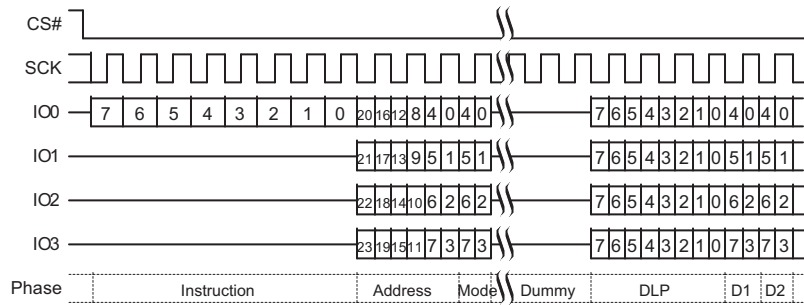 CS#
SCK
IO0 7 6 5 4 3 2 1 0 20 16 12 8 4 0 4 0 7 6 5 4 3 2 1 0 4 0 4 0
IO1 21 17 13 9 5 1 5 1 7 6 5 4 3 2 1 0 5 1 5 1
IO2 22 18 14 10 6 2 6 2 7 6 5 4 3 2 1 0 6 2 6 2
IO3 23 19 15 11 7 3 7 3 7 6 5 4 3 2 1 0 7 3 7 3
Phase Instruction Address Mode Dummy DLP D1 D2